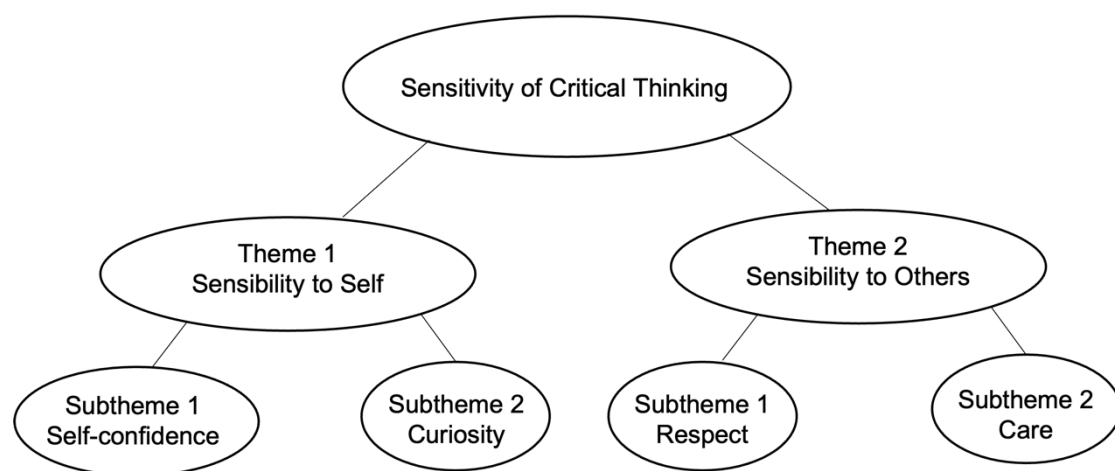 Sensitivity of Critical Thinking
Theme 1
Sensibility to Self
Theme 2
Sensibility to Others
Subtheme 1
Self-confidence
Subtheme 2
Curiosity
Subtheme 1
Respect
Subtheme 2
Care